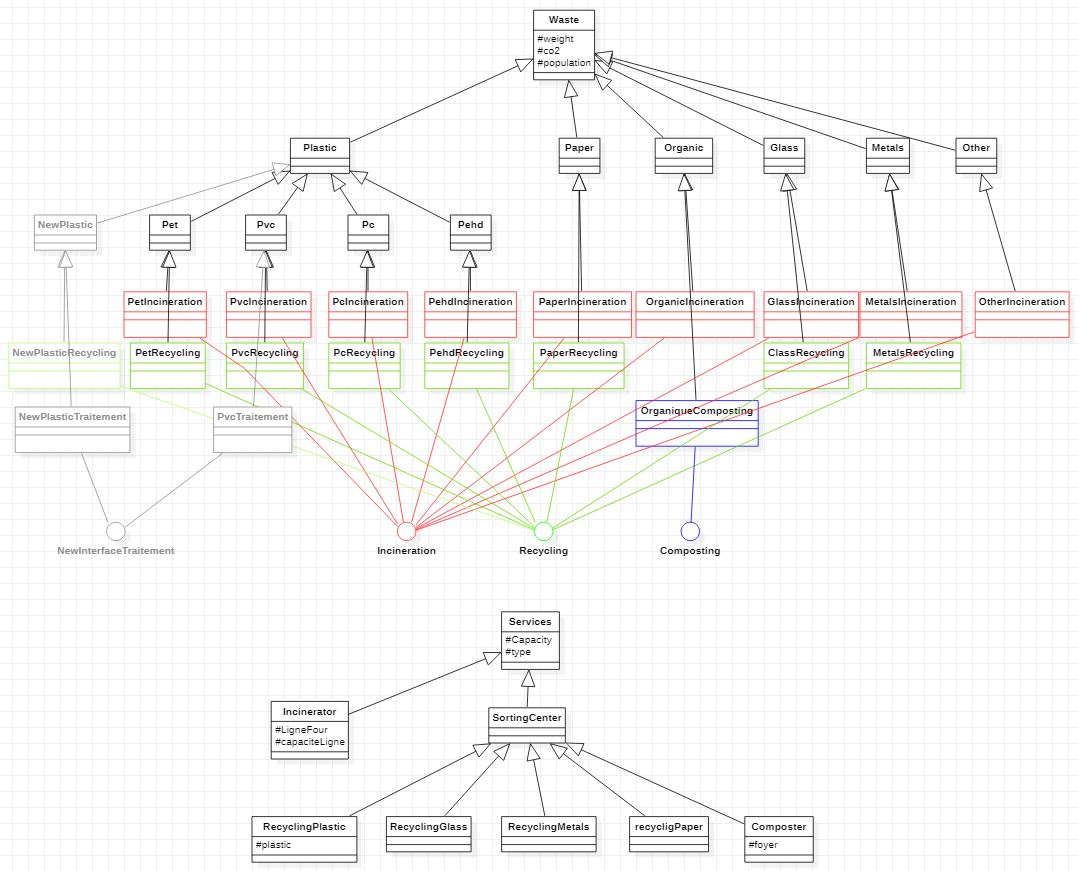 Waste
#weight
#co2
#population
Plastic
Paper
Organic
Glass
Metals
Other
NewPlastic
Pet
Pvc
Pc
Pehd
PetIncineration
PvcIncineration
PcIncineration
PehdIncineration
PaperIncineration
OrganicIncineration
GlassIncineration
MetalsIncineration
OtherIncineration
NewPlasticRecycling
PetRecycling
PvcRecycling
PcRecycling
PehdRecycling
PaperRecycling
ClassRecycling
MetalsRecycling
NewPlasticTraitement
PvcTraitement
OrganiqueComposting
NewInterfaceTraitement
Incineration
Recycling
Composting
Services
#Capacity
#type
Incinerator
#LigneFour
#capaciteLigne
SortingCenter
RecyclingPlastic
#plastic
RecyclingGlass
RecyclingMetals
recycligPaper
Composter
#foyer